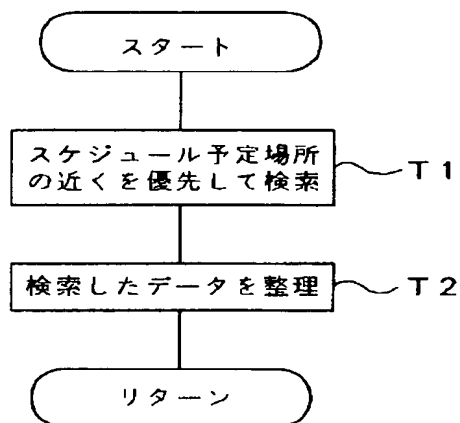 スタート
スケジュール予定場所
の近くを優先して検索
T1
検索したデータを整理
T2
リターン